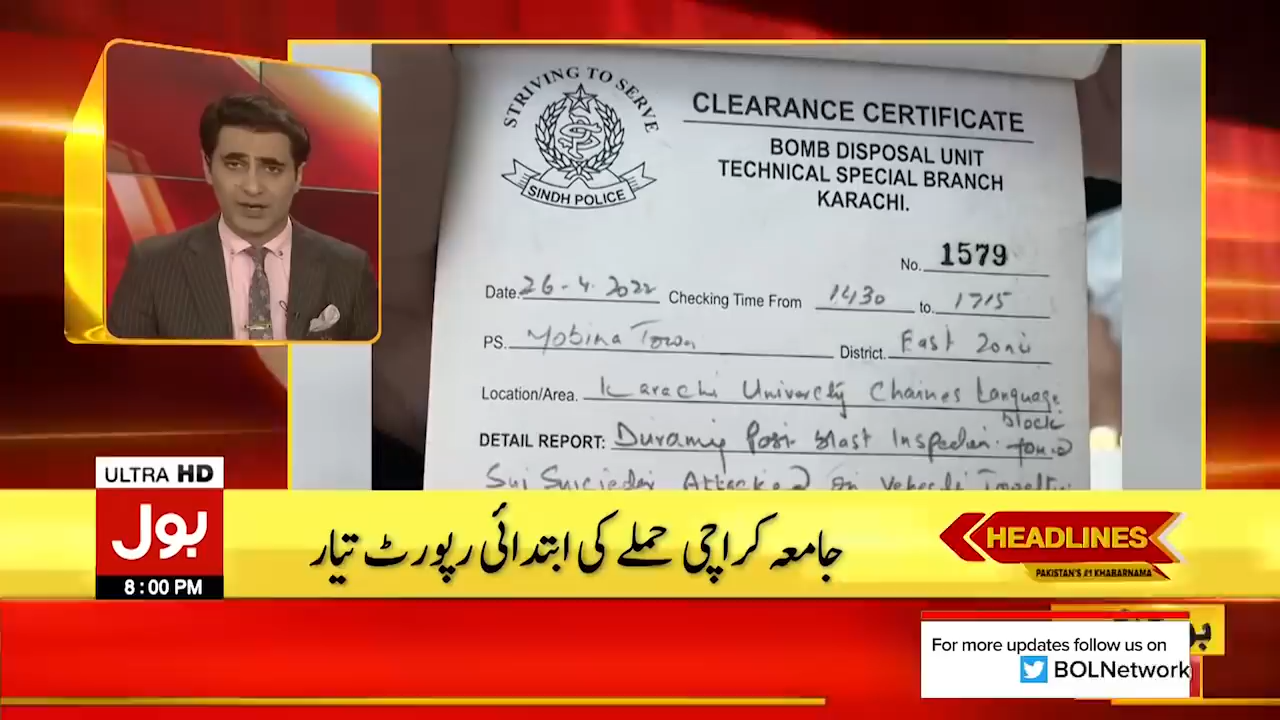 STRIVING TO SERVE
SINDH POLICE
CLEARANCE CERTIFICATE
BOMB DISPOSAL UNIT
TECHNICAL SPECIAL BRANCH
KARACHI.
No. 1579
Date. 26-4-2022 Checking Time From 1430 to. 1715
PS. Mobina Town District. East Zone
Location/Area. Karachi University Chaines Language
block
DETAIL REPORT: Post blast Inspection found
Attacked on
ULTRA HD
بول
8:00 PM
جامعہ کراچی حملے کی ابتدائی رپورٹ تیار
HEADLINES
PAKISTAN'S #1 KHABARNAMA
For more updates follow us on
BOLNetwork